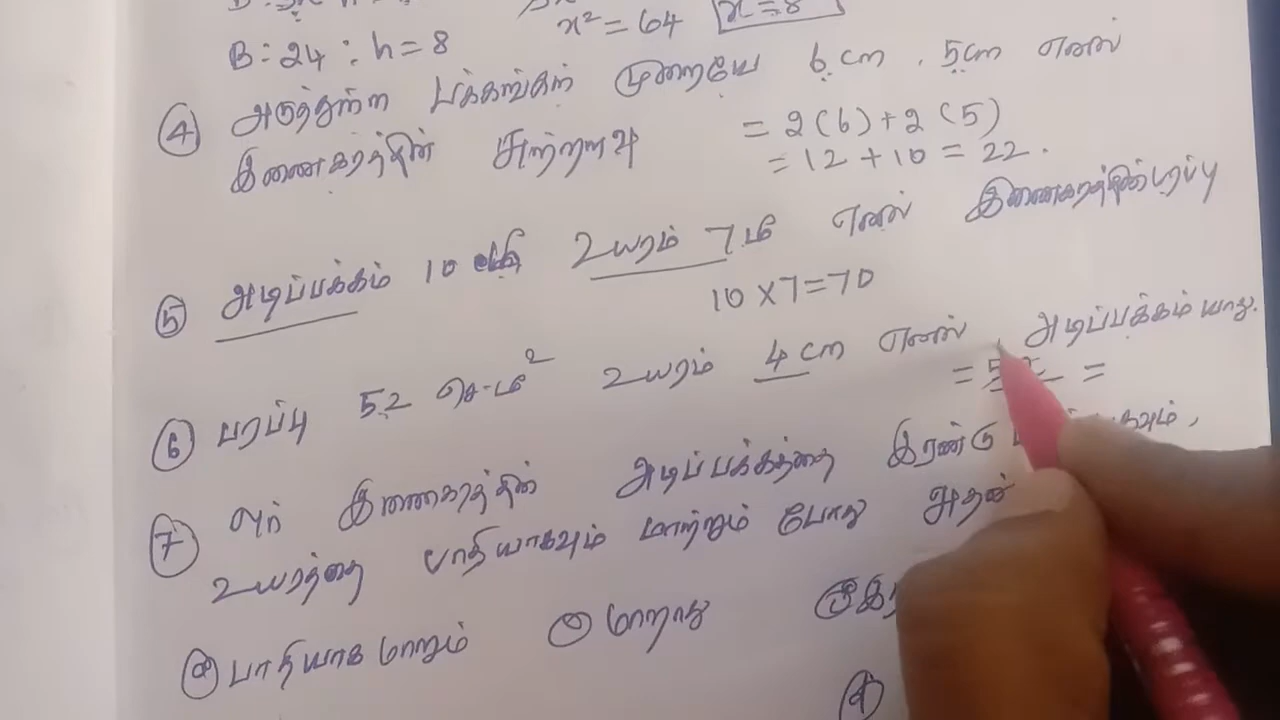 x² = 64 x = 8
B = 24 : h = 8
④ அடுத்துள்ள பக்கங்கள் முறையே 6 cm , 5 cm எனில்
இணைகரத்தின் சுற்றளவு = 2(6) + 2(5)
= 12 + 10 = 22 .
⑤ அடிப்பக்கம் 10 மீ உயரம் 7 மீ எனில் இணைகரத்தின் பரப்பு
10 × 7 = 70
⑥ பரப்பு 52 செ.மீ² உயரம் 4 cm எனில் , அடிப்பக்கம் யாது.
= 52 =
⑦ ஓர் இணைகரத்தின் அடிப்பக்கத்தை இரண்டு
உயரத்தை பாதியாகவும் மாற்றும் போது அதன்
பாதியாக மாறும் மாறாது